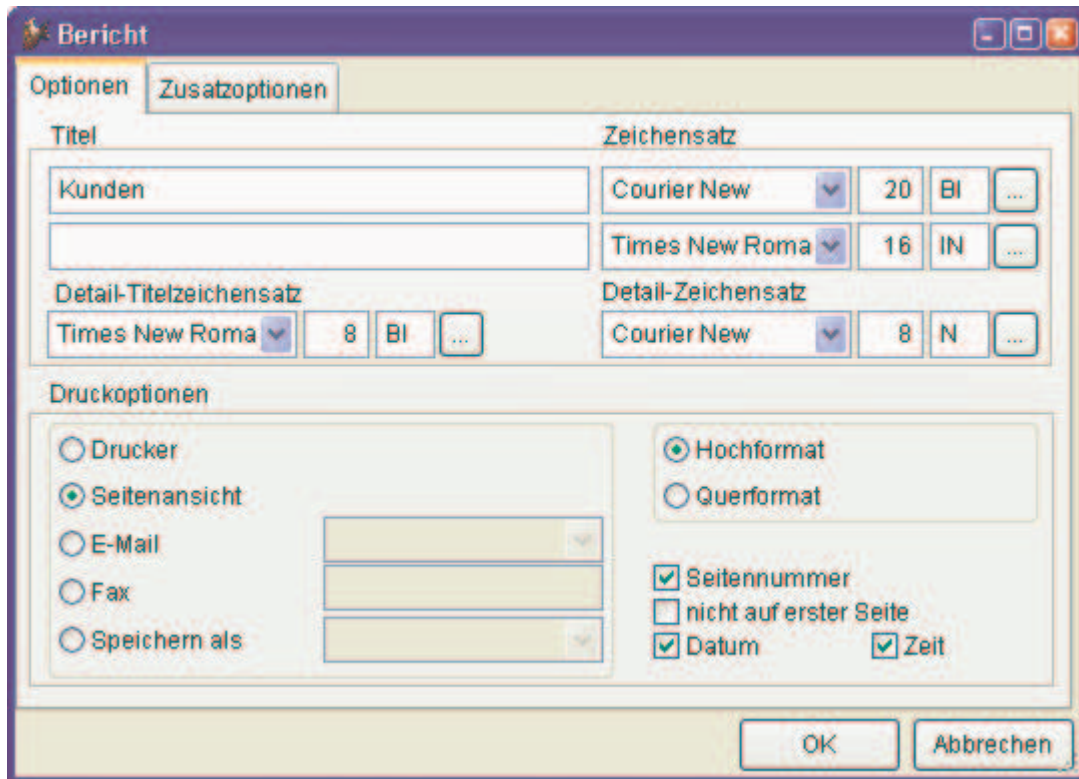 Bericht
Optionen Zusatzoptionen
Titel Zeichensatz
Kunden Courier New 20 BI ...
Times New Roma 16 IN ...
Detail-Titelzeichensatz Detail-Zeichensatz
Times New Roma 8 BI ... Courier New 8 N ...
Druckoptionen
Drucker Hochformat
Seitenansicht Querformat
E-Mail
Fax Seitennummer
nicht auf erster Seite
Speichern als Datum Zeit
OK Abbrechen